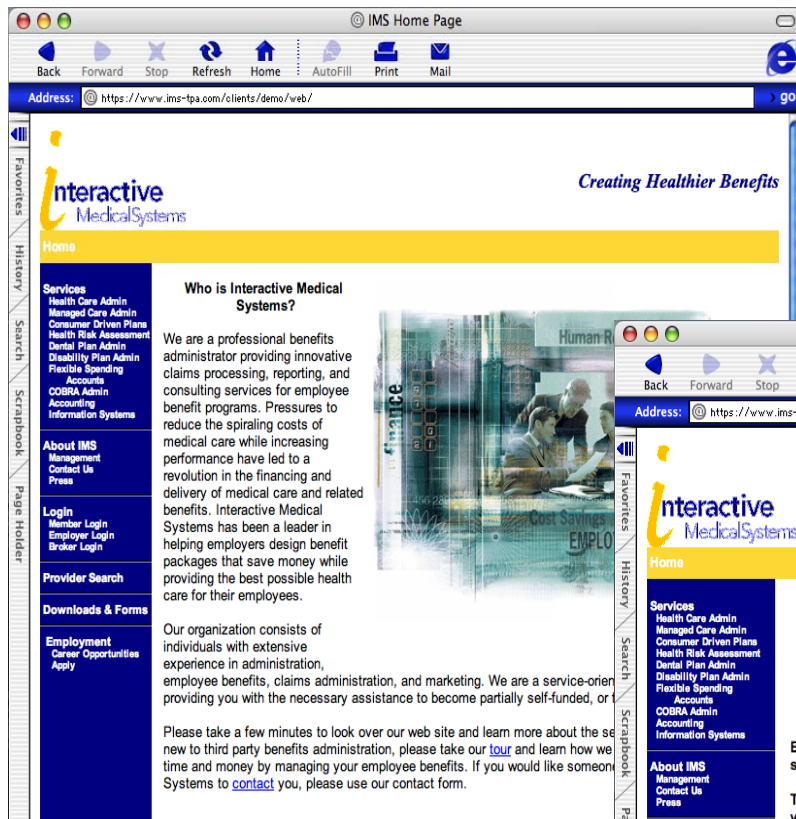 IMS Home Page
Back Forward Stop Refresh Home AutoFill Print Mail
Address: https://www.ims-tpa.com/clients/demo/web/ go
Favorites
History
Search
Scrapbook
Page Holder
interactive
MedicalSystems
Creating Healthier Benefits
Home
Services
Health Care Admin
Managed Care Admin
Consumer Driven Plans
Health Risk Assessment
Dental Plan Admin
Disability Plan Admin
Flexible Spending
Accounts
COBRA Admin
Accounting
Information Systems
About IMS
Management
Contact Us
Press
Login
Member Login
Employer Login
Broker Login
Provider Search
Downloads & Forms
Employment
Career Opportunities
Apply
Who is Interactive Medical
Systems?
We are a professional benefits
administrator providing innovative
claims processing, reporting, and
consulting services for employee
benefit programs. Pressures to
reduce the spiraling costs of
medical care while increasing
performance have led to a
revolution in the financing and
delivery of medical care and related
benefits. Interactive Medical
Systems has been a leader in
helping employers design benefit
packages that save money while
providing the best possible health
care for their employees.
Our organization consists of
individuals with extensive
experience in administration,
employee benefits, claims administration, and marketing. We are a service-orien
providing you with the necessary assistance to become partially self-funded, or f
Please take a few minutes to look over our web site and learn more about the se
new to third party benefits administration, please take our tour and learn how we
time and money by managing your employee benefits. If you would like someone
Systems to contact you, please use our contact form.
Human R
finance
Cost Savings
EMPLO
Back Forward Stop
Address: https://www.ims-
Favorites
History
Search
Scrapbook
Pa
interactive
MedicalSystems
Home
Services
Health Care Admin
Managed Care Admin
Consumer Driven Plans
Health Risk Assessment
Dental Plan Admin
Disability Plan Admin
Flexible Spending
Accounts
COBRA Admin
Accounting
Information Systems
About IMS
Management
Contact Us
Press